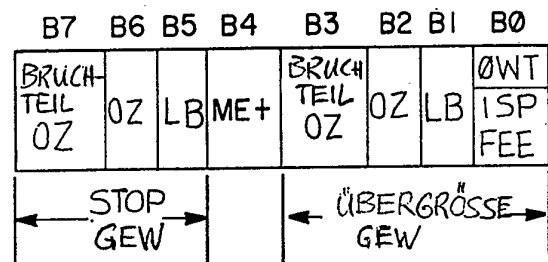 B7 B6 B5 B4 B3 B2 B1 B0
BRUCH-
TEIL
OZ
OZ
LB
ME+
BRUCH
TEIL
OZ
OZ
LB
ØWT
ISP
FEE
STOP
GEW
ÜBERGRÖSSE
GEW